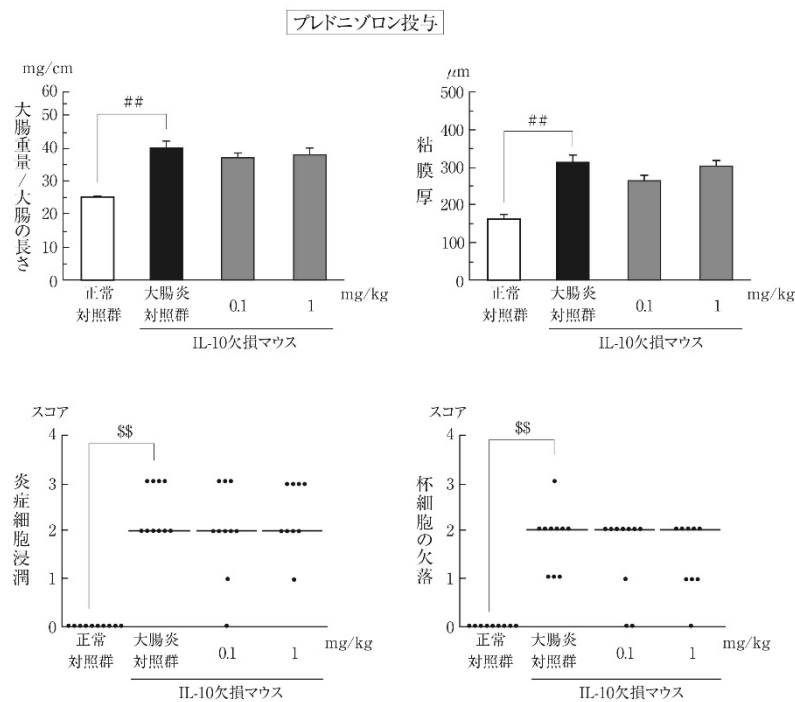 プレドニゾロン投与
mg/cm
大腸重量/大腸の長さ
60
50
40
30
20
10
0
##
正常
対照群
大腸炎
対照群
0.1
1
mg/kg
IL-10欠損マウス
μm
粘膜厚
500
400
300
200
100
0
##
正常
対照群
大腸炎
対照群
0.1
1
mg/kg
IL-10欠損マウス
スコア
炎症細胞浸潤
4
3
2
1
0
$$
正常
対照群
大腸炎
対照群
0.1
1
mg/kg
IL-10欠損マウス
スコア
杯細胞の欠落
4
3
2
1
0
$$
正常
対照群
大腸炎
対照群
0.1
1
mg/kg
IL-10欠損マウス